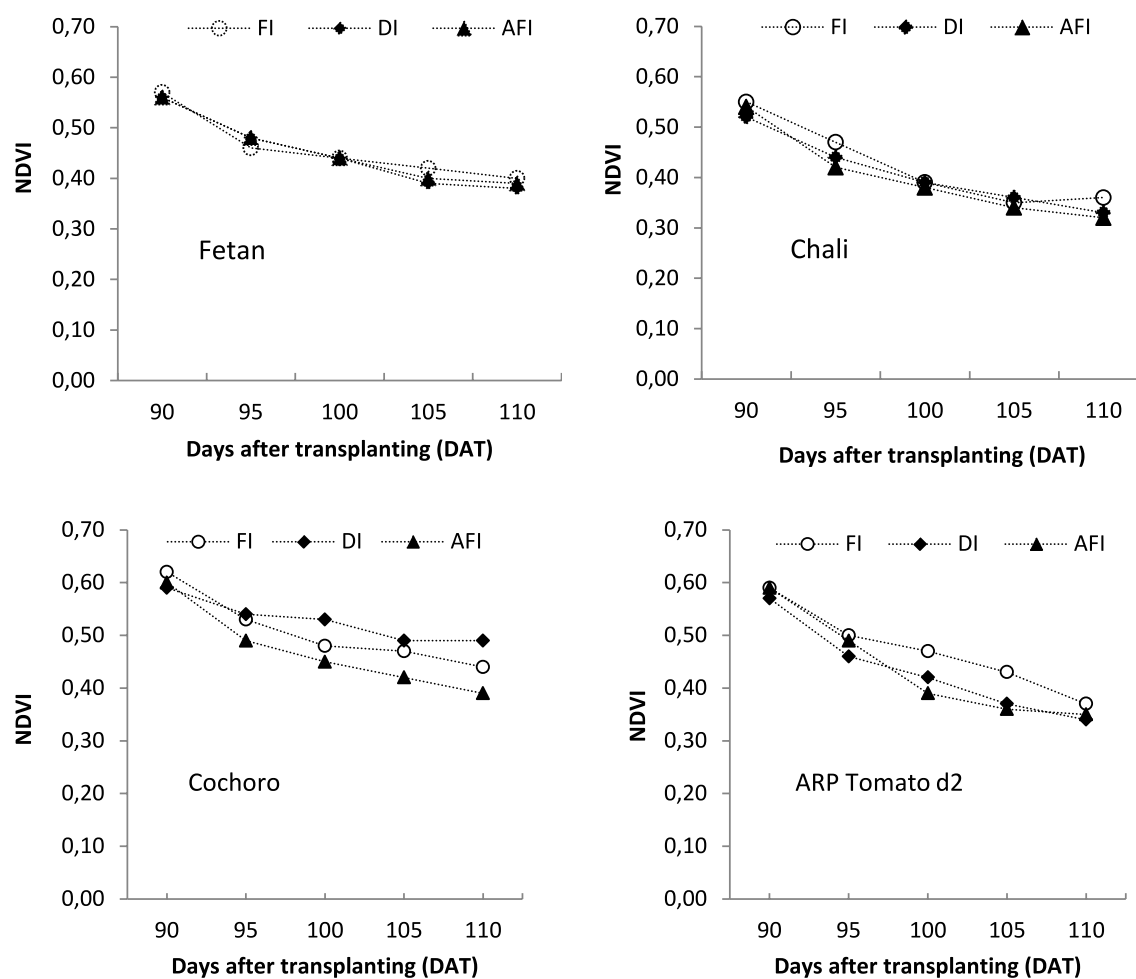 0,70
FI DI AFI
0,60
0,50
0,40
0,30
0,20
0,10
0,00
NDVI
Fetan
90 95 100 105 110
Days after transplanting (DAT)
0,70
FI DI AFI
0,60
0,50
0,40
0,30
0,20
0,10
0,00
NDVI
Chali
90 95 100 105 110
Days after transplanting (DAT)
0,70
FI DI AFI
0,60
0,50
0,40
0,30
0,20
0,10
0,00
NDVI
Cochoro
90 95 100 105 110
Days after transplanting (DAT)
0,70
FI DI AFI
0,60
0,50
0,40
0,30
0,20
0,10
0,00
NDVI
ARP Tomato d2
90 95 100 105 110
Days after transplanting (DAT)